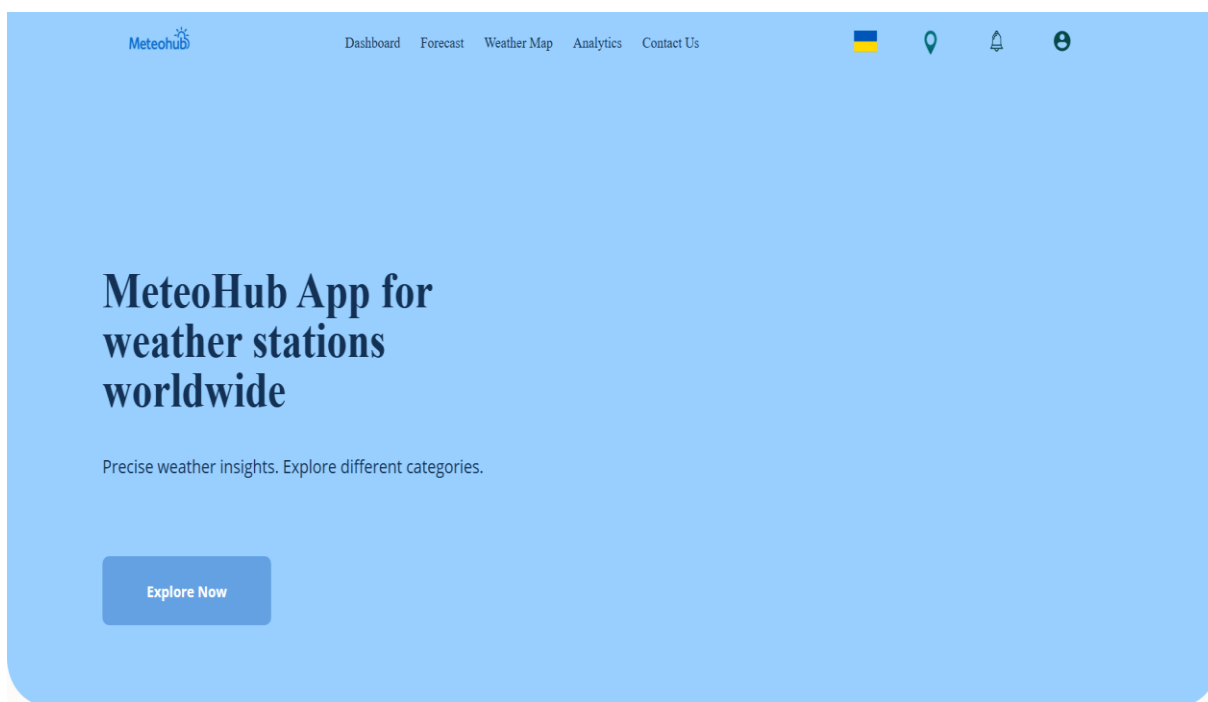 Meteohub
Dashboard Forecast Weather Map Analytics Contact Us
MeteoHub App for
weather stations
worldwide
Precise weather insights. Explore different categories.
Explore Now